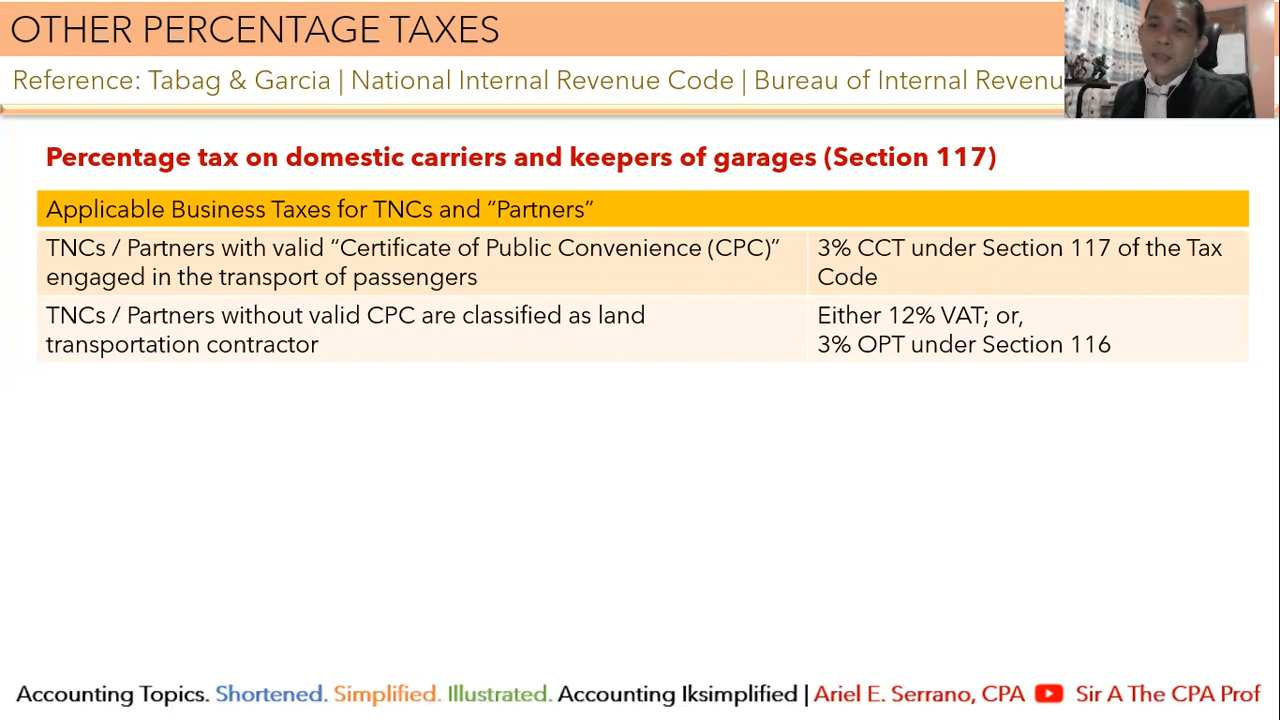 OTHER PERCENTAGE TAXES
Reference: Tabag & Garcia | National Internal Revenue Code | Bureau of Internal Revenu
Percentage tax on domestic carriers and keepers of garages (Section 117)
Applicable Business Taxes for TNCs and “Partners”
TNCs / Partners with valid “Certificate of Public Convenience (CPC)”
engaged in the transport of passengers
3% CCT under Section 117 of the Tax
Code
TNCs / Partners without valid CPC are classified as land
transportation contractor
Either 12% VAT; or,
3% OPT under Section 116
Accounting Topics. Shortened. Simplified. Illustrated. Accounting Iksimplified | Ariel E. Serrano, CPA Sir A The CPA Prof